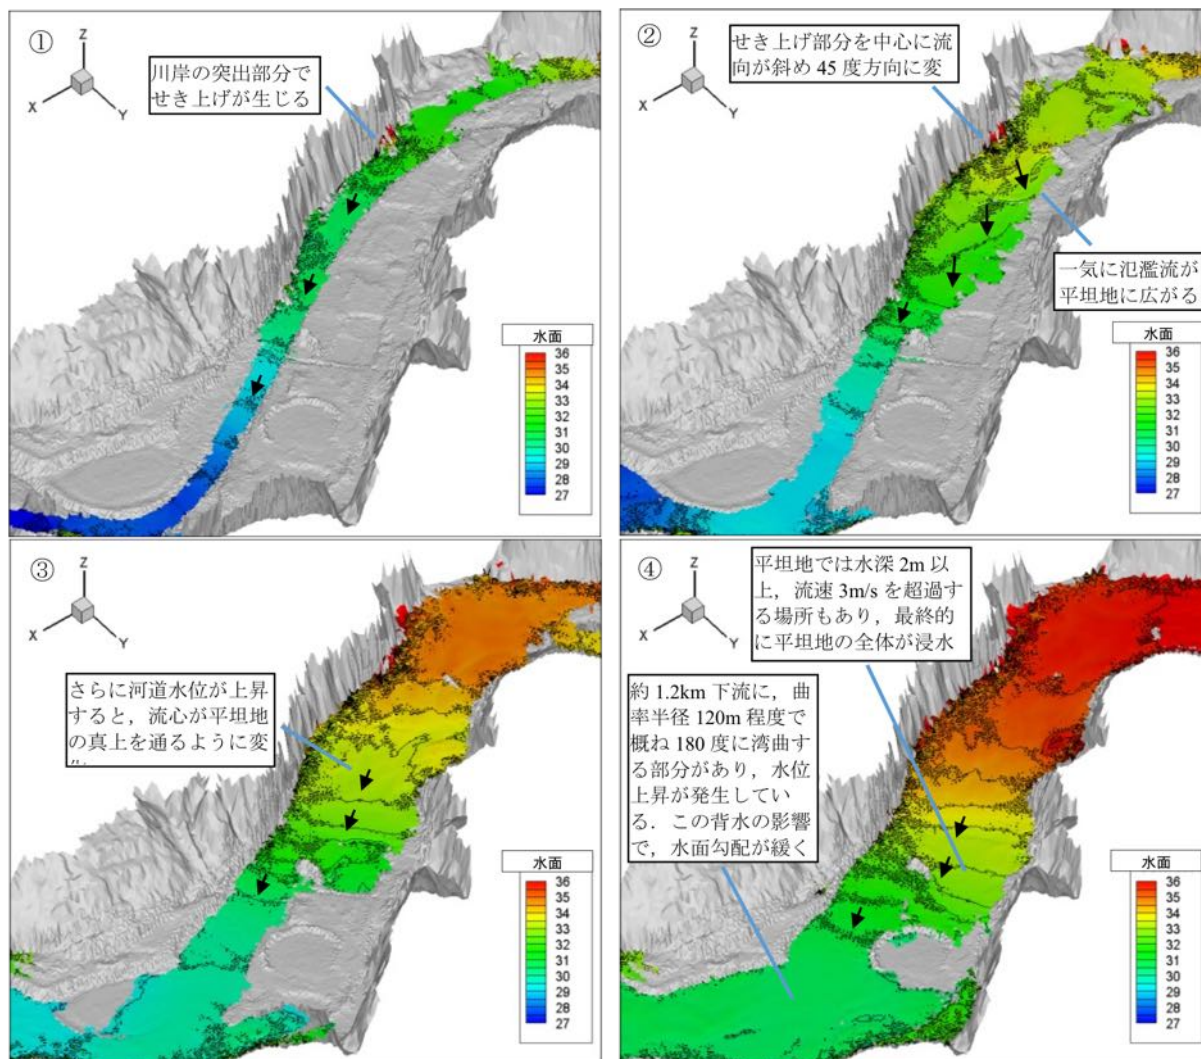 ①
Z
X
Y
川岸の突出部分で
せき上げが生じる
水面
36
35
34
33
32
31
30
29
28
27
②
Z
X
Y
せき上げ部分を中心に流
向が斜め 45 度方向に変
一気に氾濫流が
平坦地に広がる
水面
36
35
34
33
32
31
30
29
28
27
③
Z
X
Y
さらに河道水位が上昇
すると，流心が平坦地
の真上を通るように変
水面
36
35
34
33
32
31
30
29
28
27
④
Z
X
Y
平坦地では水深 2m 以
上，流速 3m/s を超過す
る場所もあり，最終的
に平坦地の全体が浸水
約 1.2km 下流に，曲
率半径 120m 程度で
概ね 180 度に湾曲す
る部分があり，水位
上昇が発生してい
る．この背水の影響
で，水面勾配が緩く
水面
36
35
34
33
32
31
30
29
28
27